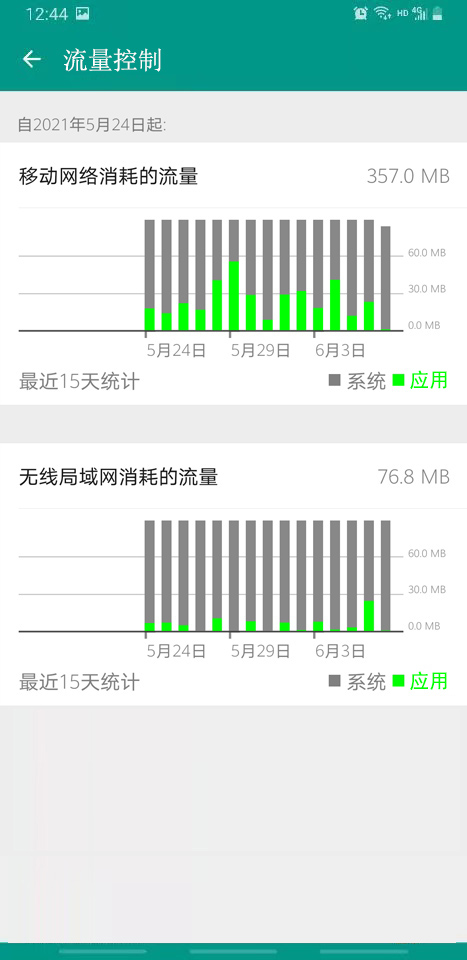 12:44 HD 4G
流量控制
自2021年5月24日起:
移动网络消耗的流量 357.0 MB
60.0 MB
30.0 MB
0.0 MB
5月24日 5月29日 6月3日
最近15天统计 系统 应用
无线局域网消耗的流量 76.8 MB
60.0 MB
30.0 MB
0.0 MB
5月24日 5月29日 6月3日
最近15天统计 系统 应用